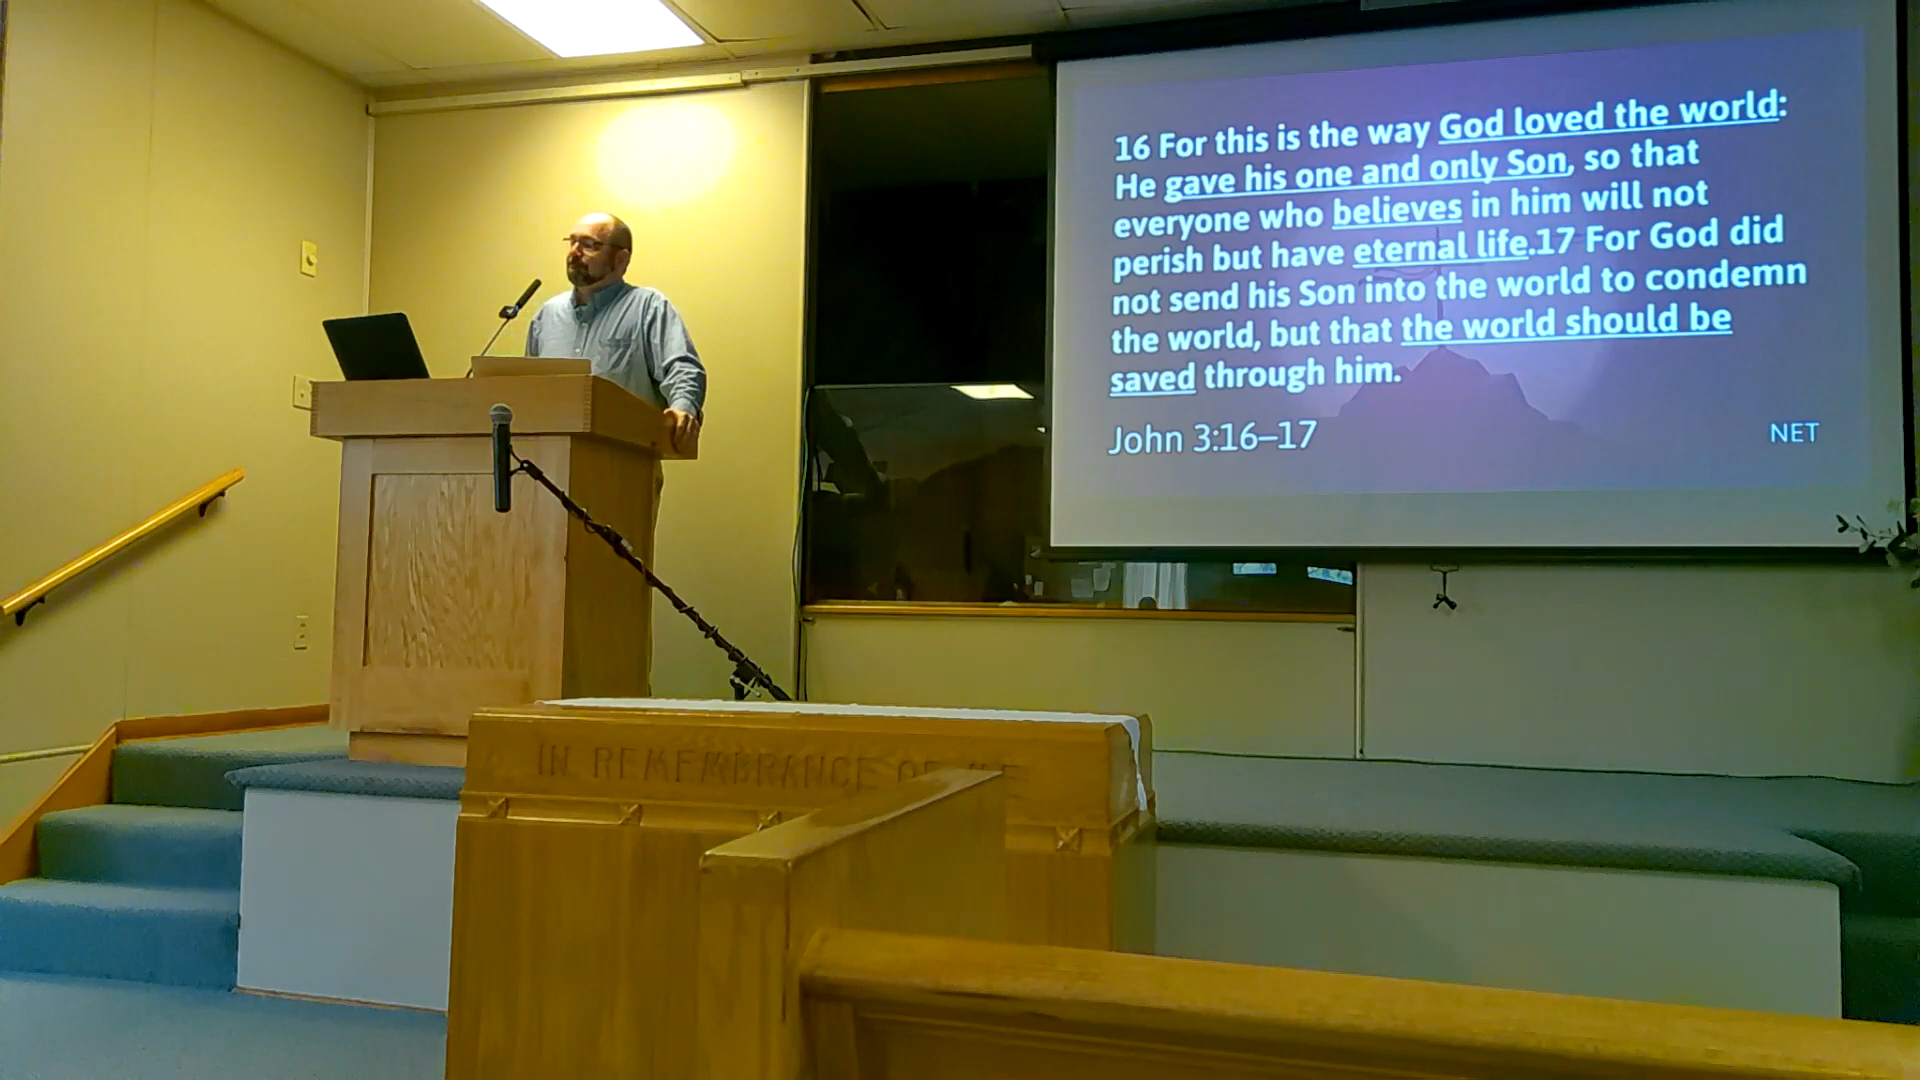 16 For this is the way God loved the world:
He gave his one and only Son, so that
everyone who believes in him will not
perish but have eternal life.17 For God did
not send his Son into the world to condemn
the world, but that the world should be
saved through him.
John 3:16–17
NET
IN REMEMBRANCE OF ME